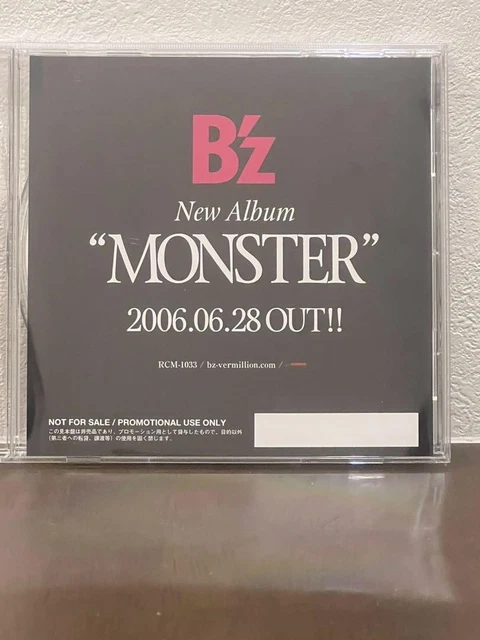 B'z
New Album
“MONSTER”
2006.06.28 OUT!!
RCM-1033 / bz-vermillion.com /
NOT FOR SALE / PROMOTIONAL USE ONLY
この見本盤は非売品であり、プロモーション用として貸与したもので、目的以外
(第三者への転貸、譲渡等) の使用を固く禁じます。